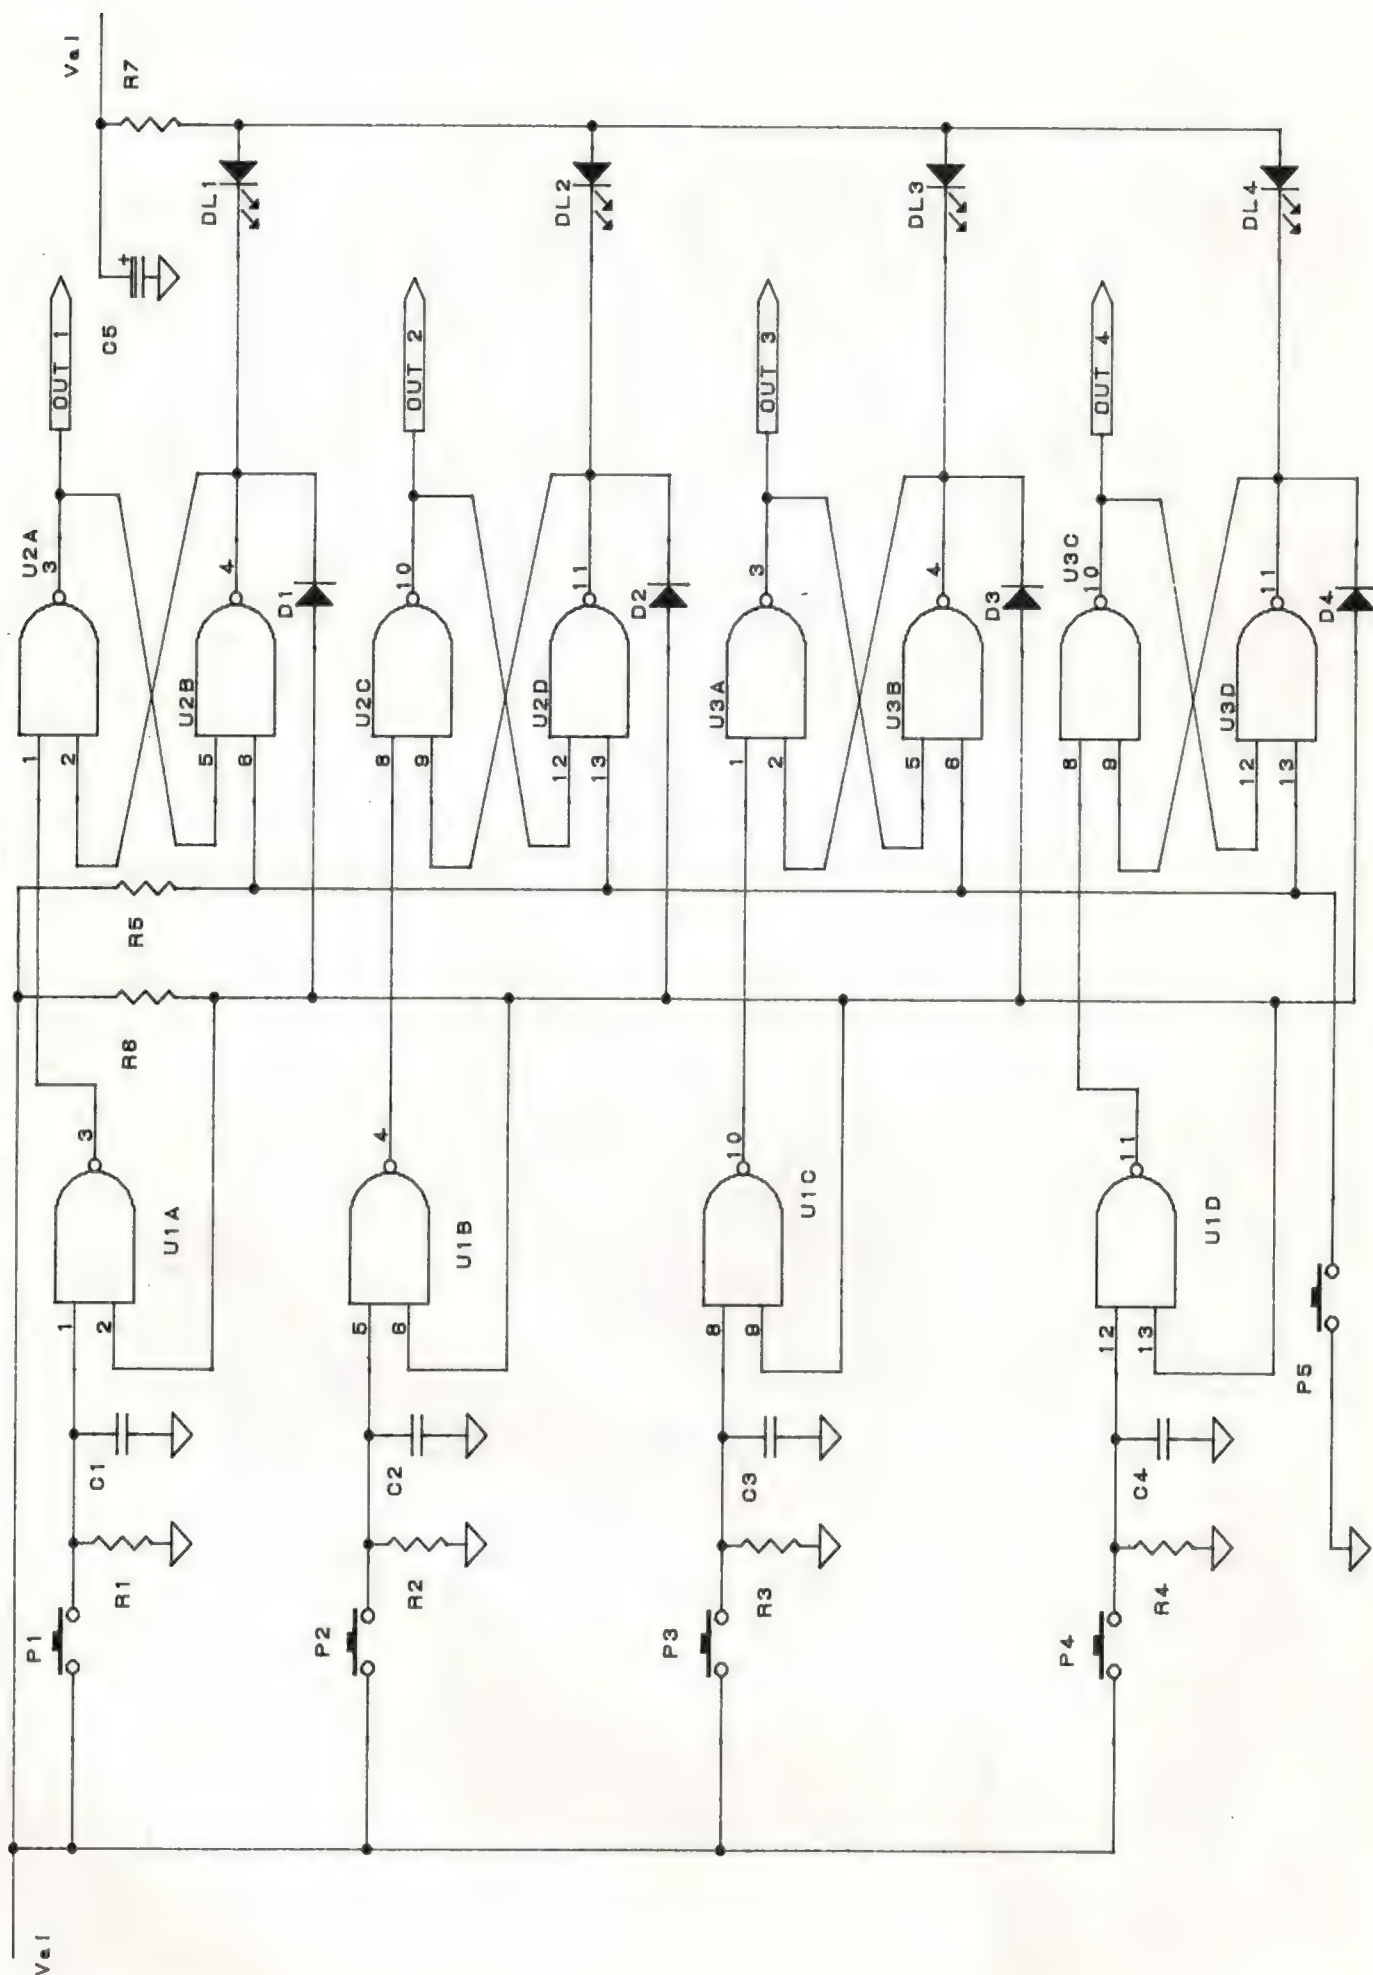 Val
R7
DL1
DL2
DL3
DL4
C5
+
OUT 1
OUT 2
OUT 3
OUT 4
U2A
3
4
D1
10
11
D2
3
4
D3
U3C
10
11
D4
1
2
U2B
5
6
U2C
8
9
U2D
12
13
U3A
1
2
U3B
5
6
8
9
U3D
12
13
R5
R6
3
4
10
11
U1A
U1B
U1C
U1D
1
2
5
6
8
9
12
13
P5
C1
C2
C3
C4
R1
R2
R3
R4
P1
P2
P3
P4
Val